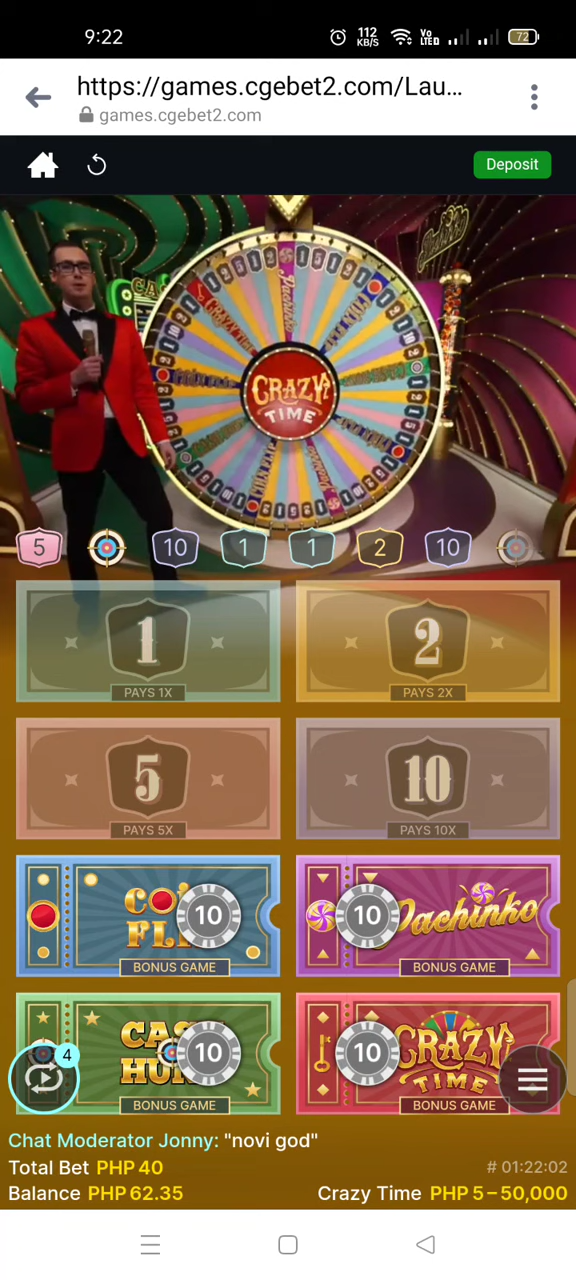 9:22
112
KB/S
Vo
LTED
72
https://games.cgebet2.com/Lau...
games.cgebet2.com
Deposit
CRAZY
TIME
5
10
1
1
2
10
1
PAYS 1X
2
PAYS 2X
5
PAYS 5X
10
PAYS 10X
10
BONUS GAME
10
Pachinko
BONUS GAME
10
BONUS GAME
10
CRAZY
TIME
BONUS GAME
4
Chat Moderator Jonny: "novi god"
Total Bet PHP 40
# 01:22:02
Balance PHP 62.35
Crazy Time PHP 5–50,000